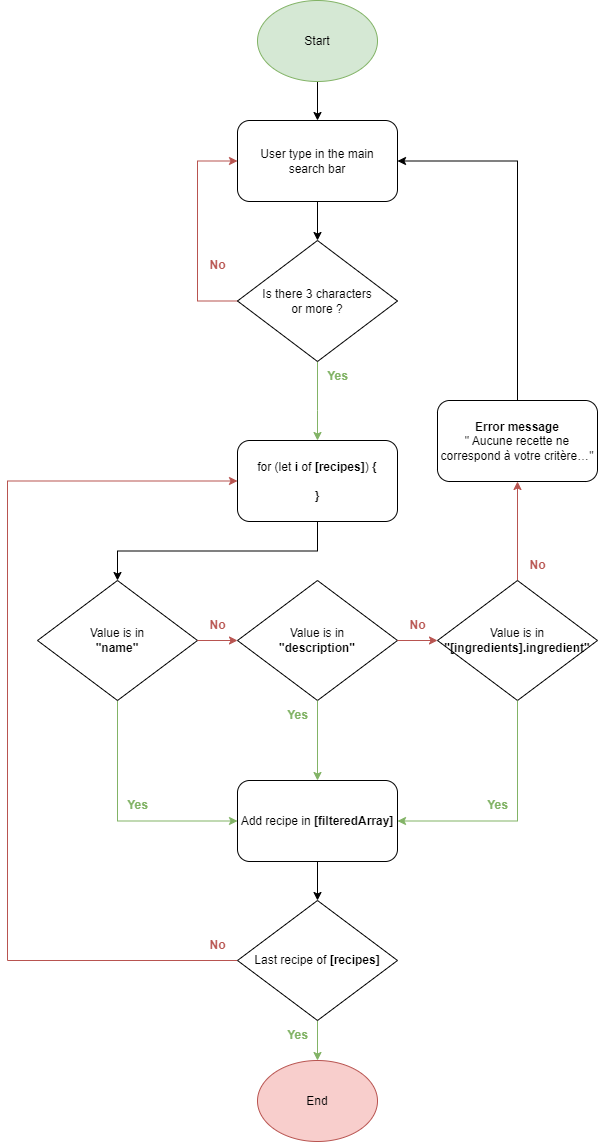 Start
User type in the main
search bar
No
Is there 3 characters
or more ?
Yes
Error message
" Aucune recette ne
correspond à votre critère..."
for (let i of [recipes]) {
}
No
Value is in
"name"
No
Value is in
"description"
No
Value is in
"[ingredients].ingredient"
Yes
Yes
Yes
Add recipe in [filteredArray]
No
Last recipe of [recipes]
Yes
End